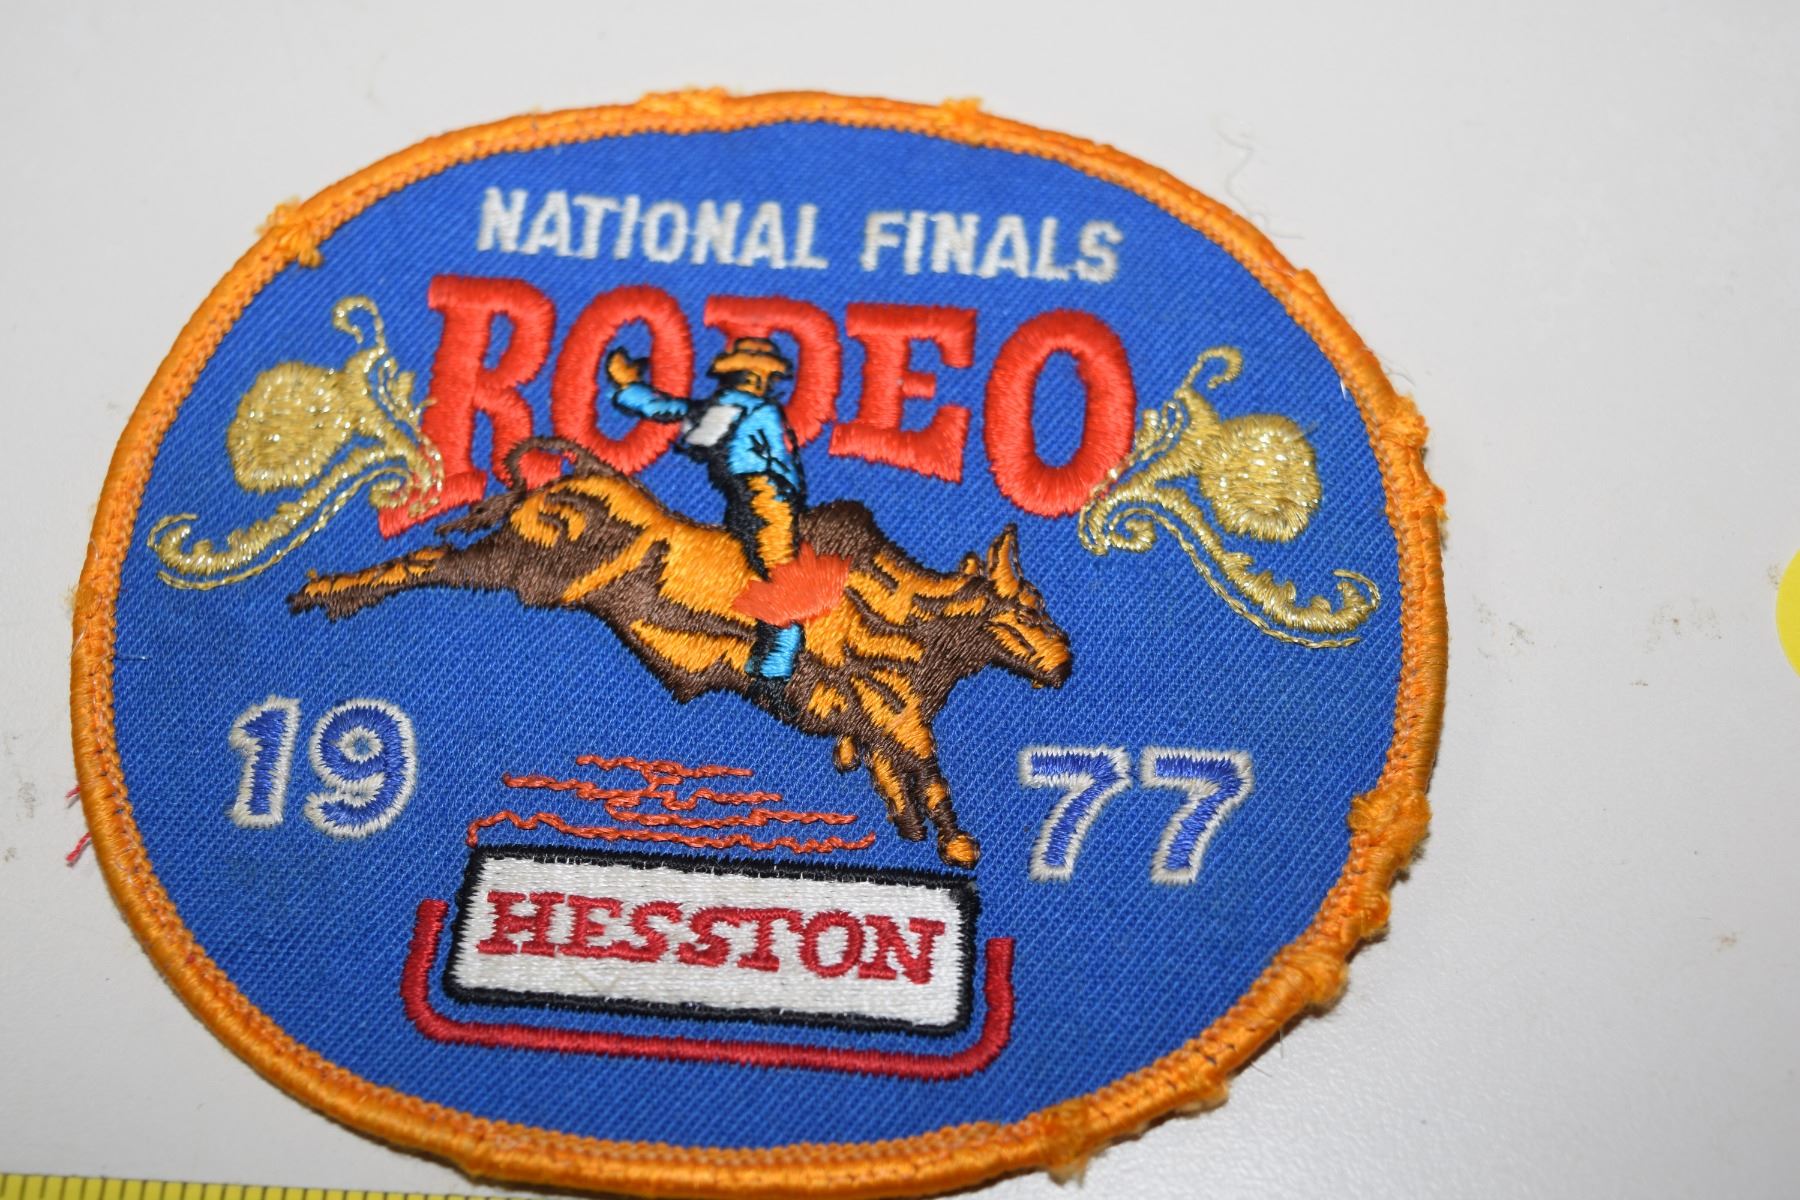 NATIONAL FINALS
RODEO
19 77
HESSTON